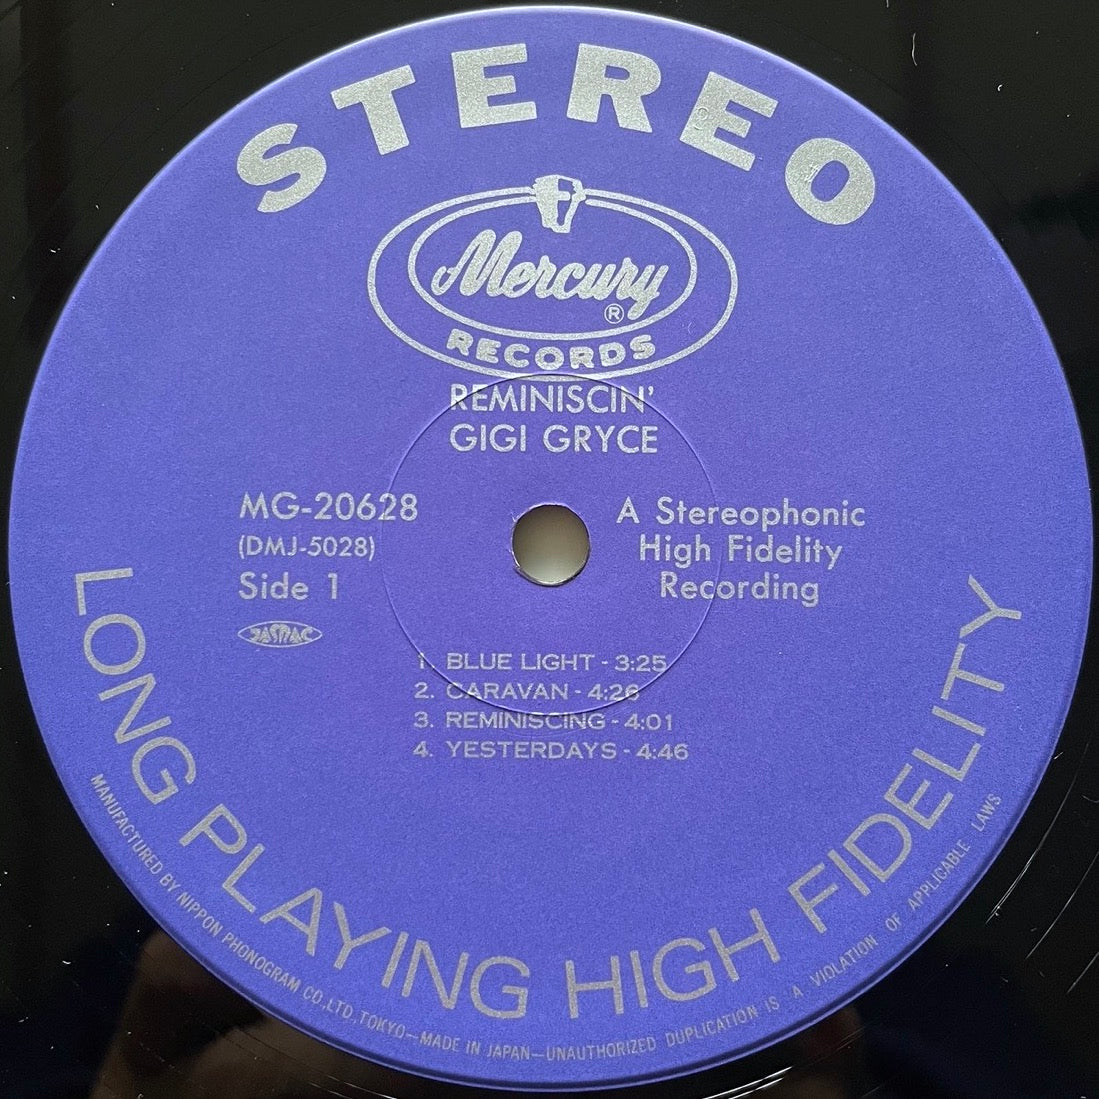 STEREO
Mercury
®
RECORDS
REMINISCIN'
GIGI GRYCE
MG-20628
(DMJ-5028)
Side 1
JASRAC
A Stereophonic
High Fidelity
Recording
1. BLUE LIGHT - 3:25
2. CARAVAN - 4:26
3. REMINISCING - 4:01
4. YESTERDAYS - 4:46
LONG PLAYING HIGH FIDELITY
MANUFACTURED BY NIPPON PHONOGRAM CO., LTD., TOKYO—MADE IN JAPAN—UNAUTHORIZED DUPLICATION IS A VIOLATION OF APPLICABLE LAWS